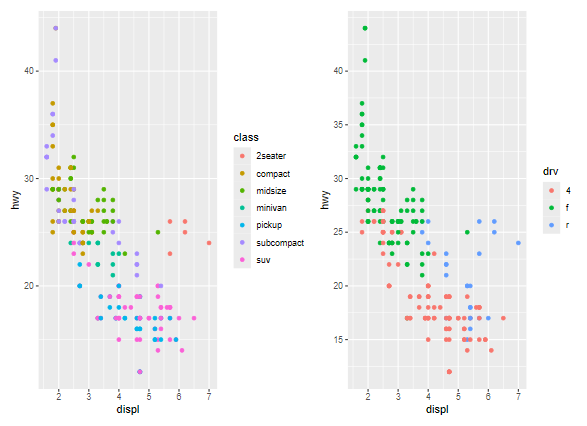 hwy
40
30
20
2
3
4
5
6
7
displ
class
2seater
compact
midsize
minivan
pickup
subcompact
suv
hwy
40
35
30
25
20
15
2
3
4
5
6
7
displ
drv
4
f
r